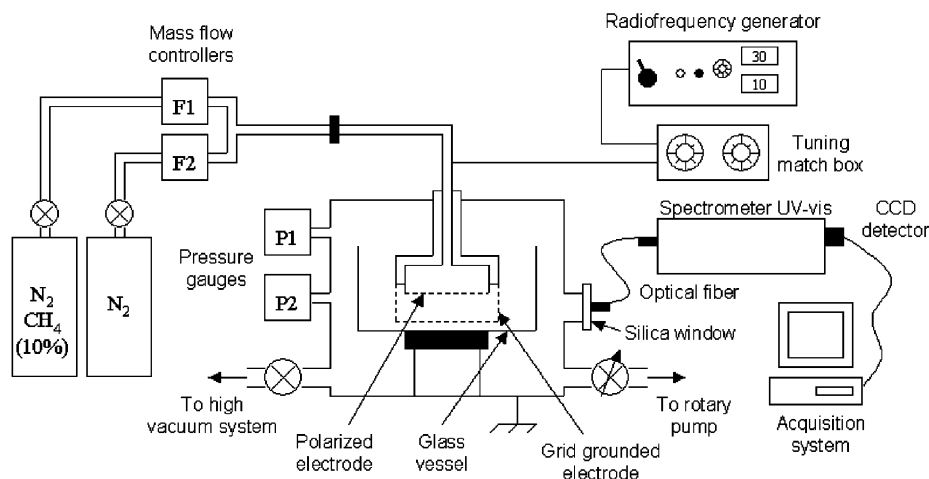 Mass flow
controllers
Radiofrequency generator
30
10
F1
F2
Tuning
match box
Spectrometer UV-vis
CCD
detector
P1
Pressure
gauges
P2
N₂
CH₄
(10%)
N₂
Optical fiber
Silica window
To high
vacuum system
Polarized
electrode
Glass
vessel
Grid grounded
electrode
To rotary
pump
Acquisition
system